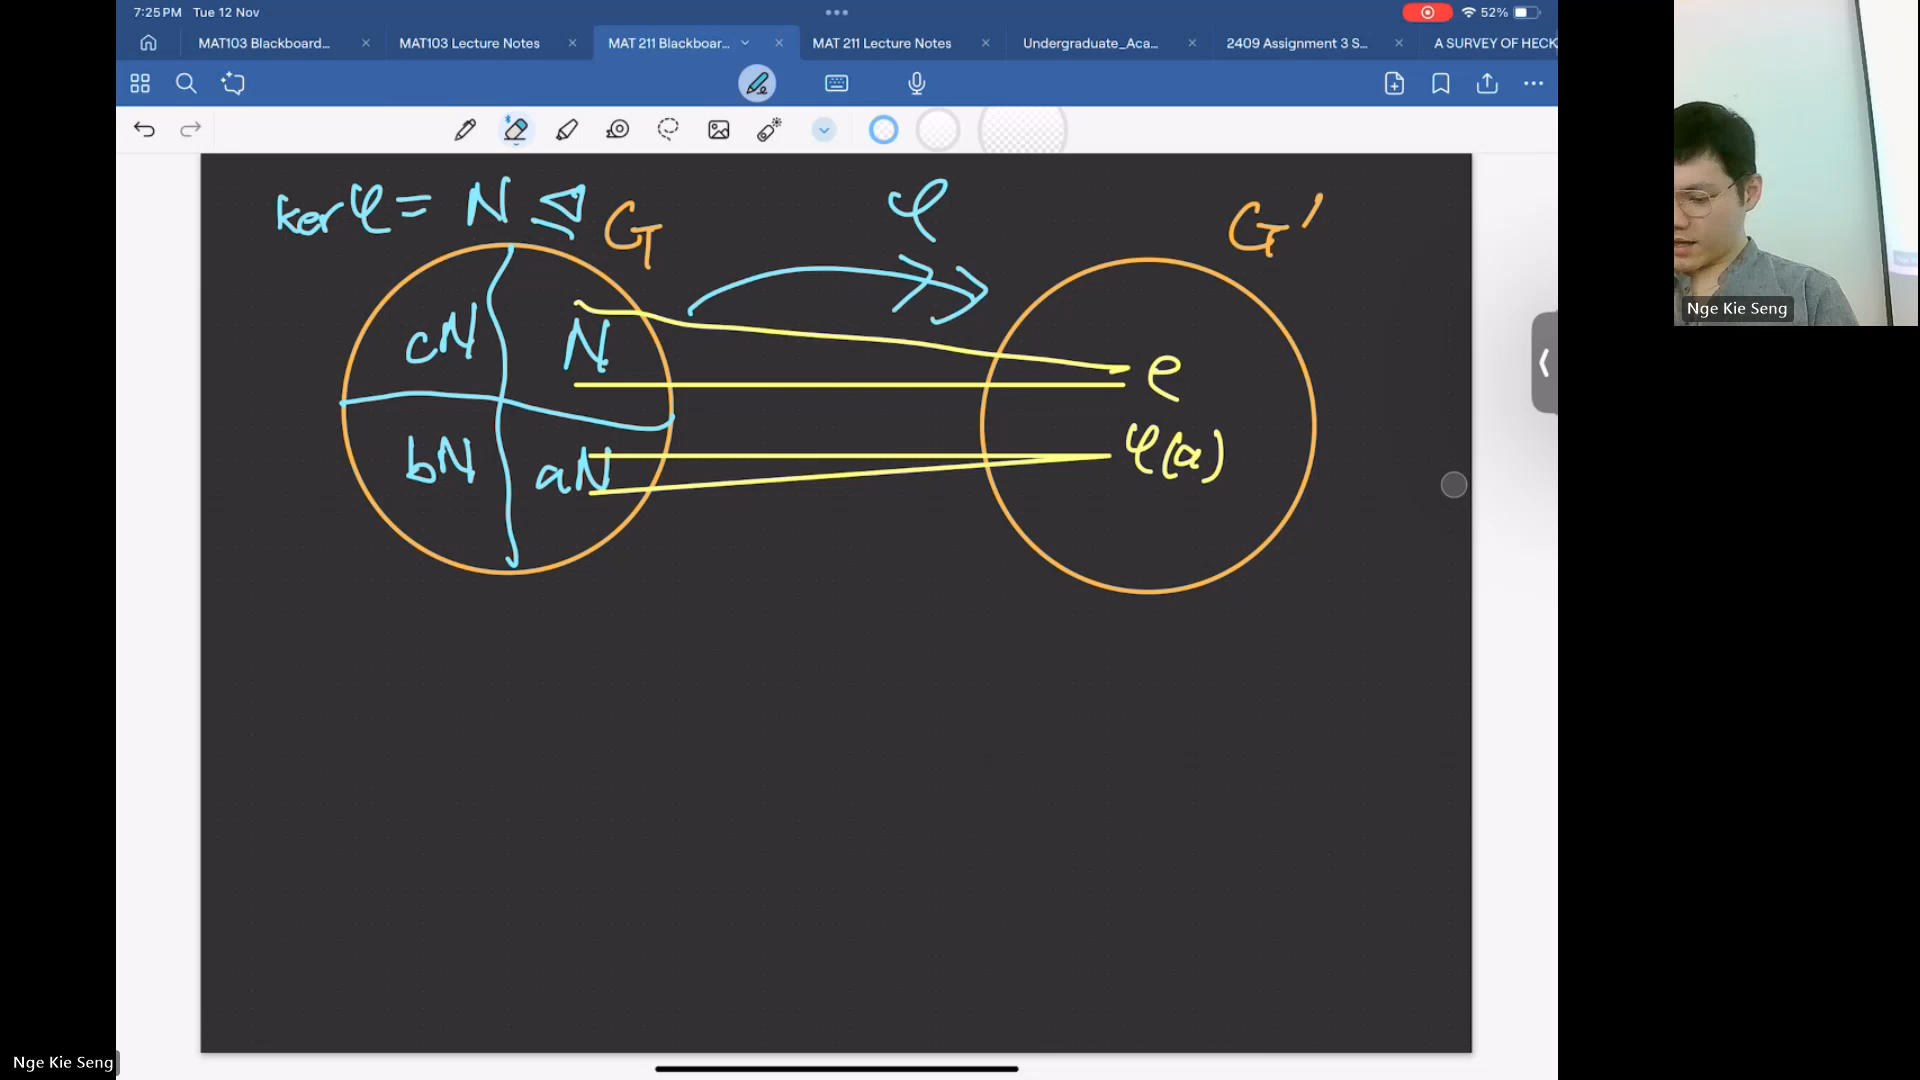 7:25 PM Tue 12 Nov
52%
MAT103 Blackboard...
MAT103 Lecture Notes
MAT 211 Blackboar...
MAT 211 Lecture Notes
Undergraduate_Aca...
2409 Assignment 3 S...
A SURVEY OF HECK
ker φ = N ⊴ G
φ
G'
cN
N
e
bN
aN
φ(a)
Nge Kie Seng
Nge Kie Seng